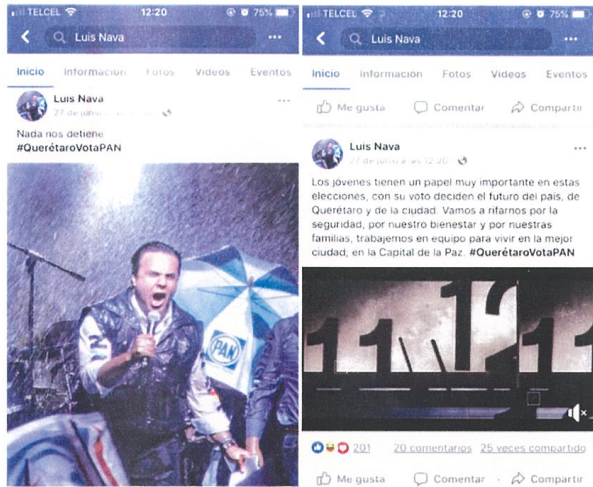 TELCEL 12:20 75%
Luis Nava
Inicio Información Fotos Videos Eventos
Luis Nava
27 de junio
Nada nos detiene
#QuerétaroVotaPAN
PAN
TELCEL 12:20 75%
Luis Nava
Inicio Información Fotos Videos Eventos
Me gusta Comentar Compartir
Luis Nava
27 de junio a las 12:20
Los jóvenes tienen un papel muy importante en estas
elecciones, con su voto deciden el futuro del país, de
Querétaro y de la ciudad. Vamos a rifarnos por la
seguridad, por nuestro bienestar y por nuestras
familias, trabajemos en equipo para vivir en la mejor
ciudad, en la Capital de la Paz. #QuerétaroVotaPAN
11 12 1
201 20 comentarios 25 veces compartido
Me gusta Comentar Compartir